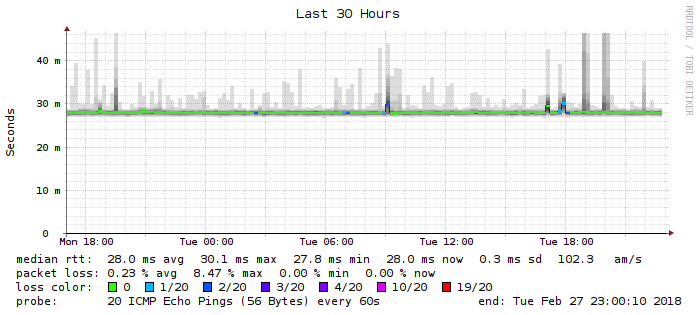 Last 30 Hours
RRDTOOL / TOBI OETIKER
Seconds
40 m
30 m
20 m
10 m
0
Mon 18:00 Tue 00:00 Tue 06:00 Tue 12:00 Tue 18:00
median rtt: 28.0 ms avg 30.1 ms max 27.8 ms min 28.0 ms now 0.3 ms sd 102.3 am/s
packet loss: 0.23 % avg 8.47 % max 0.00 % min 0.00 % now
loss color: 0 1/20 2/20 3/20 4/20 10/20 19/20
probe: 20 ICMP Echo Pings (56 Bytes) every 60s end: Tue Feb 27 23:00:10 2018